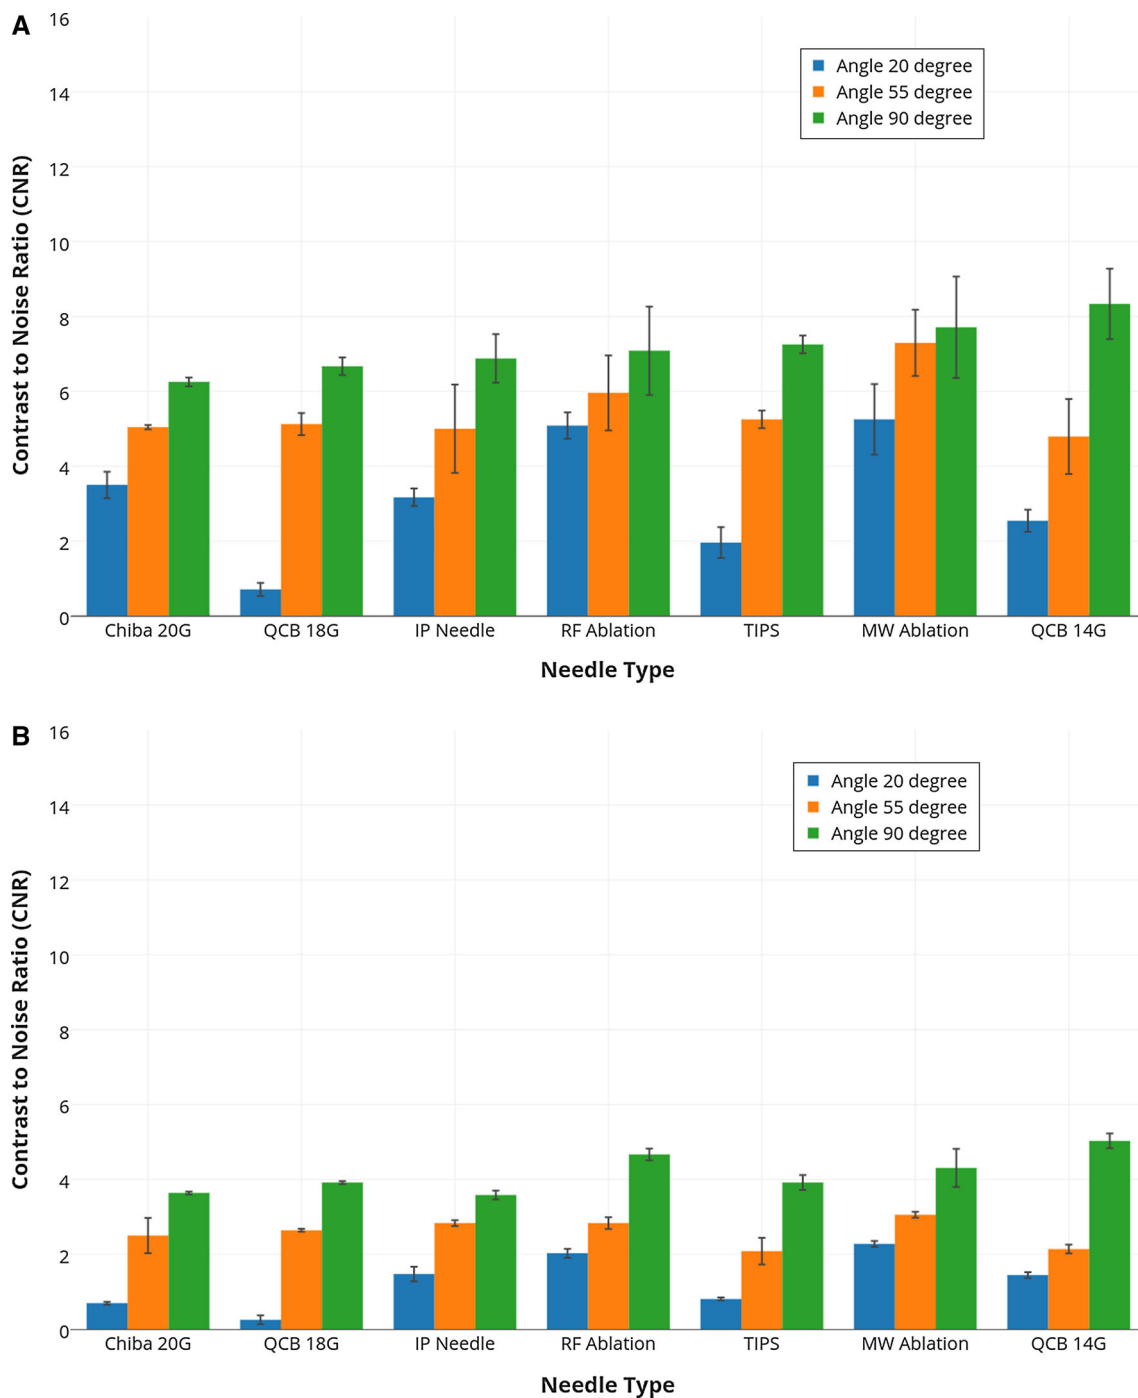 A
16
14
12
10
8
6
4
2
0
Contrast to Noise Ratio (CNR)
Angle 20 degree
Angle 55 degree
Angle 90 degree
Chiba 20G QCB 18G IP Needle RF Ablation TIPS MW Ablation QCB 14G
Needle Type
B
16
14
12
10
8
6
4
2
0
Contrast to Noise Ratio (CNR)
Angle 20 degree
Angle 55 degree
Angle 90 degree
Chiba 20G QCB 18G IP Needle RF Ablation TIPS MW Ablation QCB 14G
Needle Type